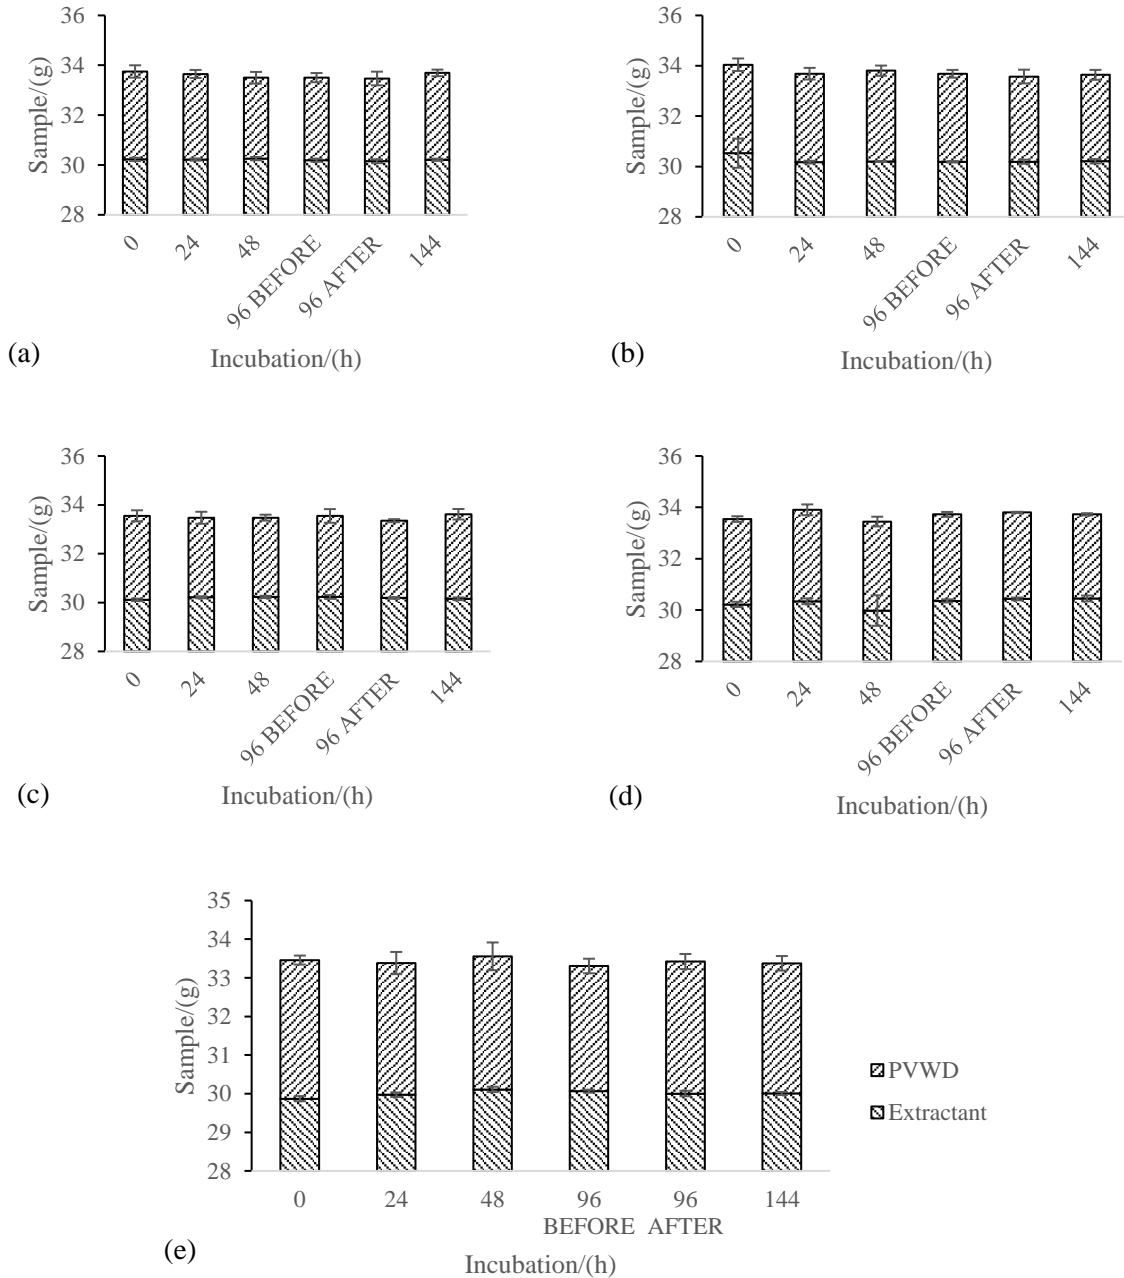 36
34
32
30
28
Sample/(g)
0
24
48
96 BEFORE
96 AFTER
144
Incubation/(h)
(a)
36
34
32
30
28
Sample/(g)
0
24
48
96 BEFORE
96 AFTER
144
Incubation/(h)
(b)
36
34
32
30
28
Sample/(g)
0
24
48
96 BEFORE
96 AFTER
144
Incubation/(h)
(c)
36
34
32
30
28
Sample/(g)
0
24
48
96 BEFORE
96 AFTER
144
Incubation/(h)
(d)
35
34
33
32
31
30
29
28
Sample/(g)
0 24 48 96 96 144
BEFORE AFTER
Incubation/(h)
(e)
PVWD
Extractant